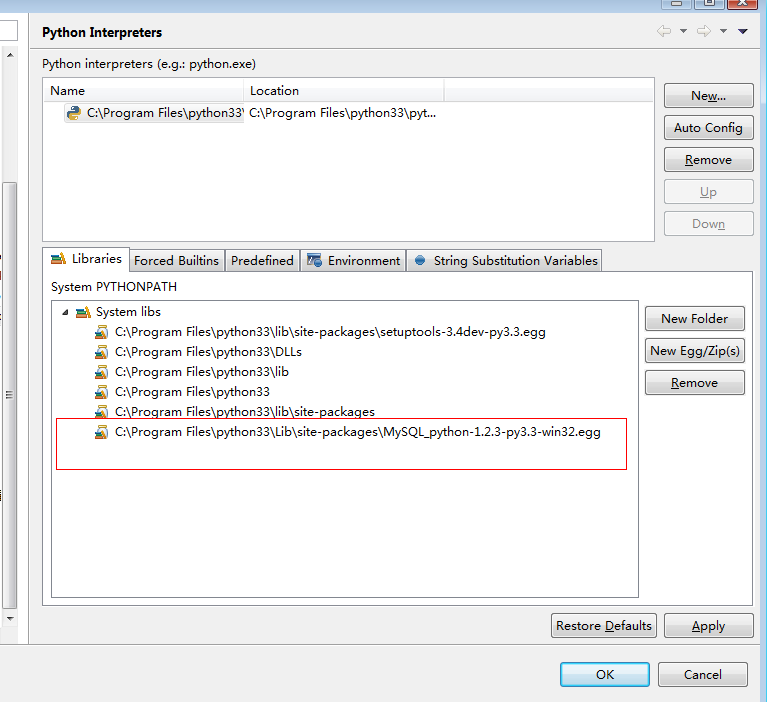 Python Interpreters
Python interpreters (e.g.: python.exe)
Name Location
C:\Program Files\python33\ C:\Program Files\python33\pyt...
New...
Auto Config
Remove
Up
Down
Libraries Forced Builtins Predefined Environment String Substitution Variables
System PYTHONPATH
System libs
C:\Program Files\python33\lib\site-packages\setuptools-3.4dev-py3.3.egg
C:\Program Files\python33\DLLs
C:\Program Files\python33\lib
C:\Program Files\python33
C:\Program Files\python33\lib\site-packages
C:\Program Files\python33\Lib\site-packages\MySQL_python-1.2.3-py3.3-win32.egg
New Folder
New Egg/Zip(s)
Remove
Restore Defaults Apply
OK Cancel